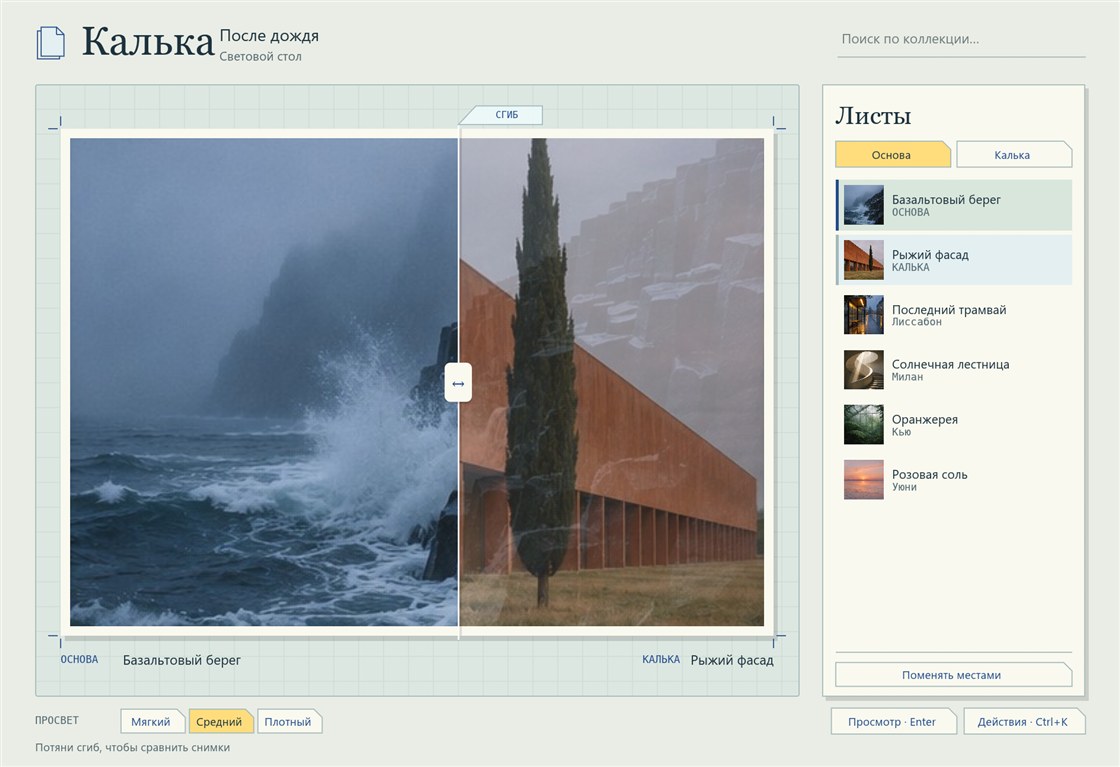 Калька
После дождя
Световой стол
Поиск по коллекции...
СГИБ
ОСНОВА Базальтовый берег
КАЛЬКА Рыжий фасад
Листы
Основа Калька
Базальтовый берег
ОСНОВА
Рыжий фасад
КАЛЬКА
Последний трамвай
Лиссабон
Солнечная лестница
Милан
Оранжерея
Кью
Розовая соль
Уюни
Поменять местами
ПРОСВЕТ Мягкий Средний Плотный
Потяни сгиб, чтобы сравнить снимки
Просмотр · Enter Действия · Ctrl+K